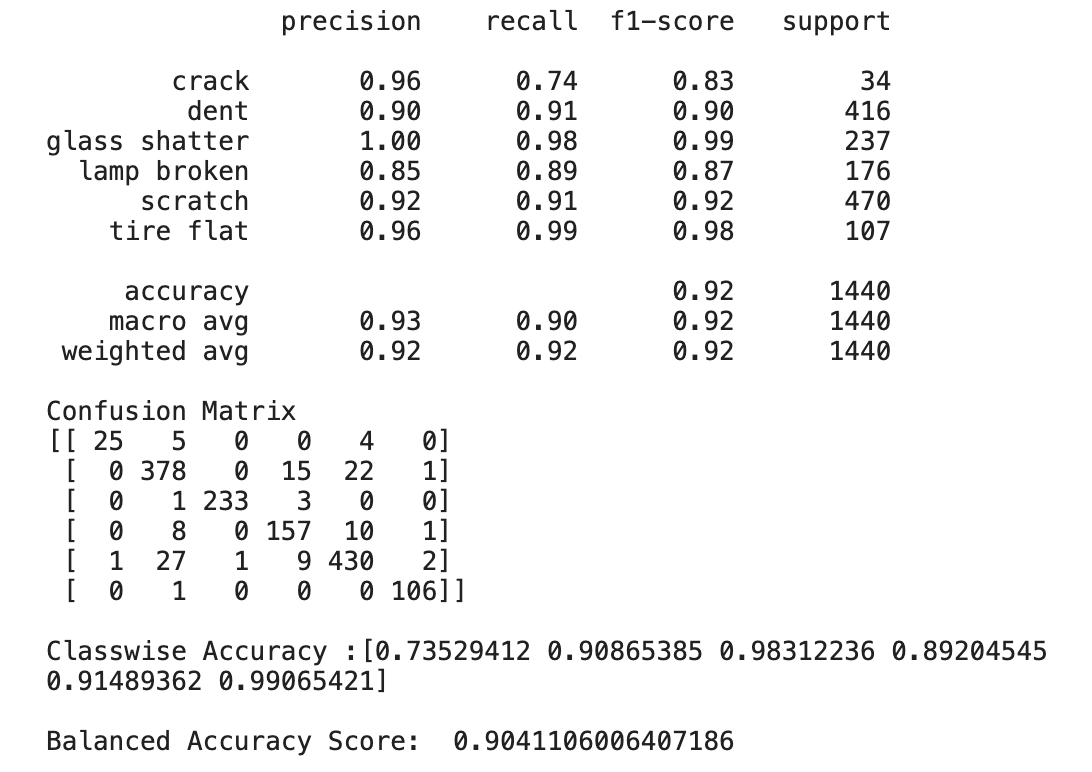 precision recall f1-score support
crack 0.96 0.74 0.83 34
dent 0.90 0.91 0.90 416
glass shatter 1.00 0.98 0.99 237
lamp broken 0.85 0.89 0.87 176
scratch 0.92 0.91 0.92 470
tire flat 0.96 0.99 0.98 107
accuracy 0.92 1440
macro avg 0.93 0.90 0.92 1440
weighted avg 0.92 0.92 0.92 1440
Confusion Matrix
[[ 25 5 0 0 4 0]
[ 0 378 0 15 22 1]
[ 0 1 233 3 0 0]
[ 0 8 0 157 10 1]
[ 1 27 1 9 430 2]
[ 0 1 0 0 0 106]]
Classwise Accuracy :[0.73529412 0.90865385 0.98312236 0.89204545
0.91489362 0.99065421]
Balanced Accuracy Score: 0.9041106006407186